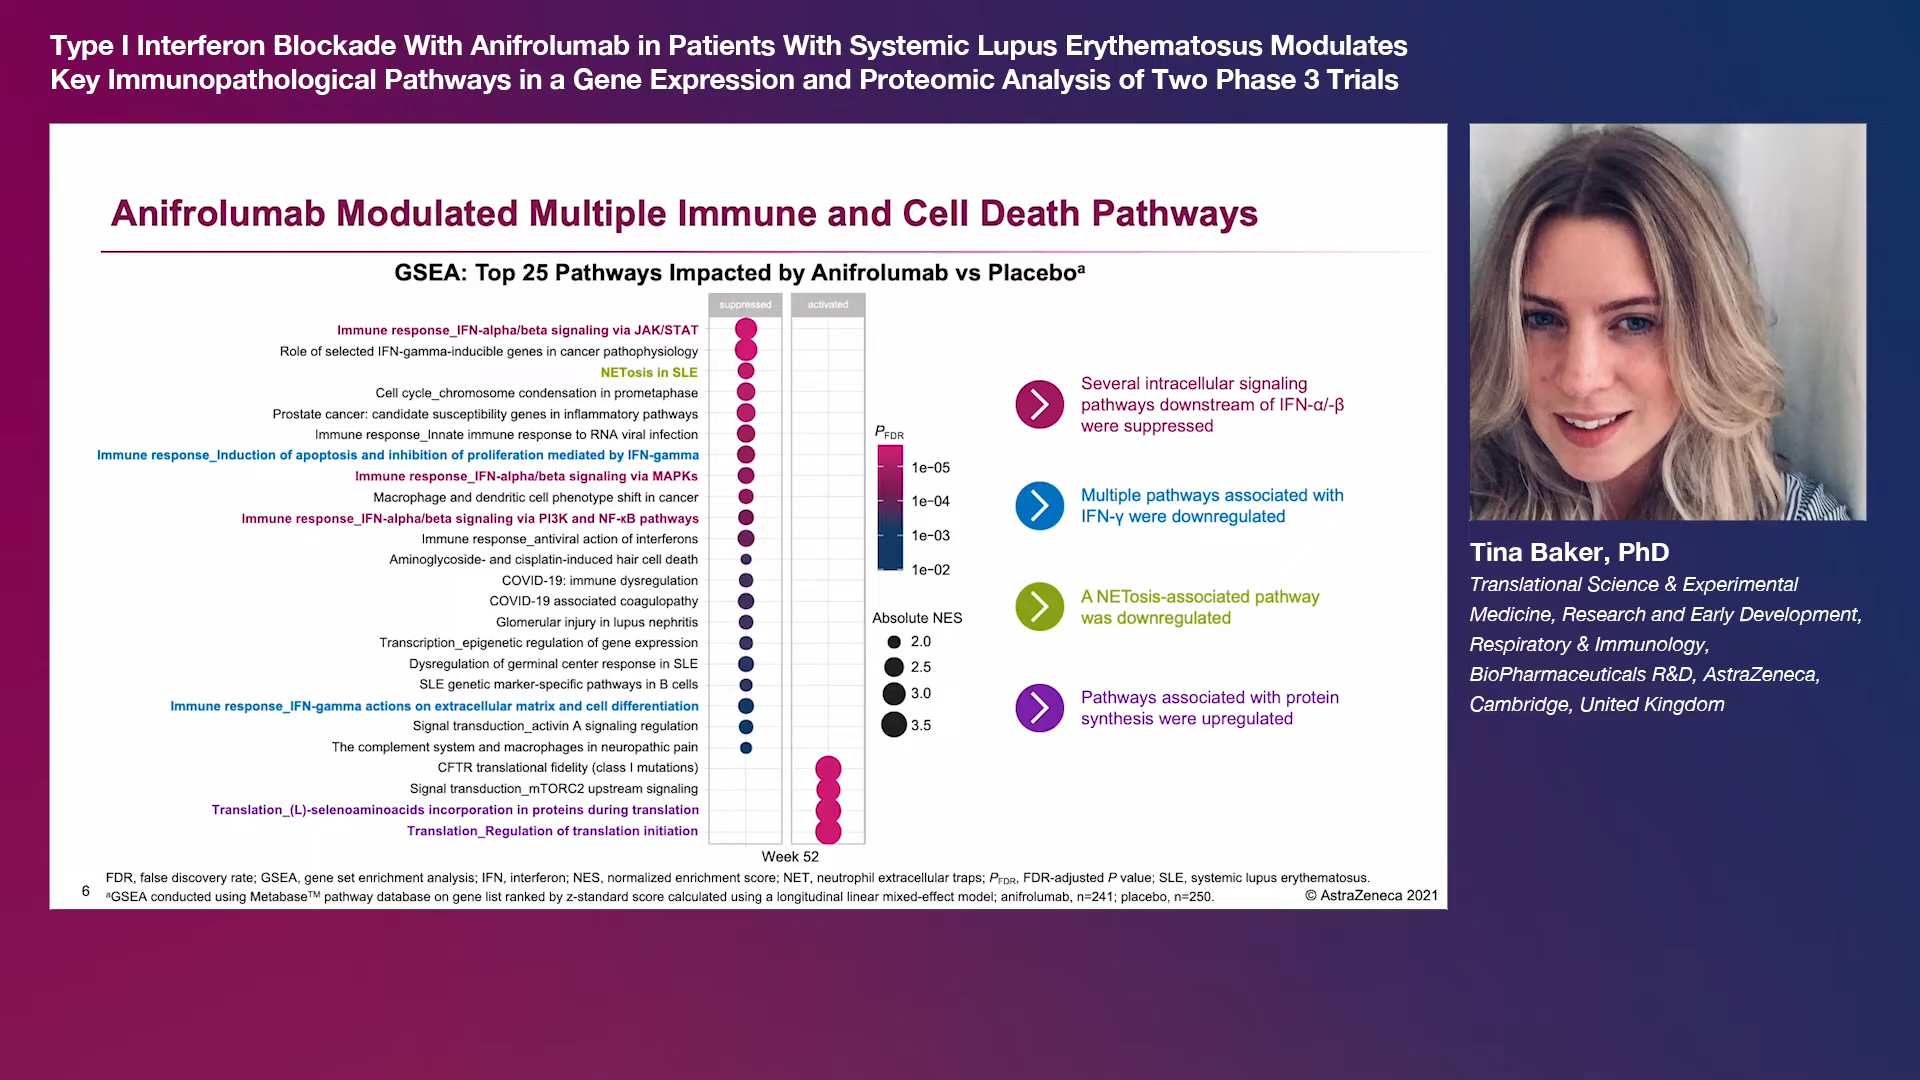 Type I Interferon Blockade With Anifrolumab in Patients With Systemic Lupus Erythematosus Modulates
Key Immunopathological Pathways in a Gene Expression and Proteomic Analysis of Two Phase 3 Trials
Anifrolumab Modulated Multiple Immune and Cell Death Pathways
GSEA: Top 25 Pathways Impacted by Anifrolumab vs Placeboᵃ
suppressed
activated
Immune response_IFN-alpha/beta signaling via JAK/STAT
Role of selected IFN-gamma-inducible genes in cancer pathophysiology
NETosis in SLE
Cell cycle_chromosome condensation in prometaphase
Prostate cancer: candidate susceptibility genes in inflammatory pathways
Immune response_Innate immune response to RNA viral infection
Immune response_Induction of apoptosis and inhibition of proliferation mediated by IFN-gamma
Immune response_IFN-alpha/beta signaling via MAPKs
Macrophage and dendritic cell phenotype shift in cancer
Immune response_IFN-alpha/beta signaling via PI3K and NF-κB pathways
Immune response_antiviral action of interferons
Aminoglycoside- and cisplatin-induced hair cell death
COVID-19: immune dysregulation
COVID-19 associated coagulopathy
Glomerular injury in lupus nephritis
Transcription_epigenetic regulation of gene expression
Dysregulation of germinal center response in SLE
SLE genetic marker-specific pathways in B cells
Immune response_IFN-gamma actions on extracellular matrix and cell differentiation
Signal transduction_activin A signaling regulation
The complement system and macrophages in neuropathic pain
CFTR translational fidelity (class I mutations)
Signal transduction_mTORC2 upstream signaling
Translation_(L)-selenoaminoacids incorporation in proteins during translation
Translation_Regulation of translation initiation
Week 52
PFDR
1e-05
1e-04
1e-03
1e-02
Absolute NES
2.0
2.5
3.0
3.5
Several intracellular signaling
pathways downstream of IFN-α/-β
were suppressed
Multiple pathways associated with
IFN-γ were downregulated
A NETosis-associated pathway
was downregulated
Pathways associated with protein
synthesis were upregulated
FDR, false discovery rate; GSEA, gene set enrichment analysis; IFN, interferon; NES, normalized enrichment score; NET, neutrophil extracellular traps; PFDR, FDR-adjusted P value; SLE, systemic lupus erythematosus.
6
ᵃGSEA conducted using Metabase™ pathway database on gene list ranked by z-standard score calculated using a longitudinal linear mixed-effect model; anifrolumab, n=241; placebo, n=250.
© AstraZeneca 2021
Tina Baker, PhD
Translational Science & Experimental
Medicine, Research and Early Development,
Respiratory & Immunology,
BioPharmaceuticals R&D, AstraZeneca,
Cambridge, United Kingdom